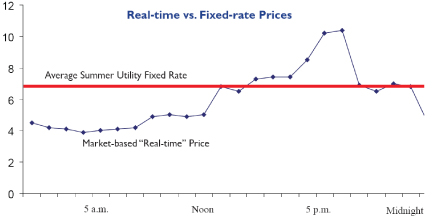 Real-time vs. Fixed-rate Prices
12
10
8
6
4
2
0
Average Summer Utility Fixed Rate
Market-based "Real-time" Price
5 a.m. Noon 5 p.m. Midnight